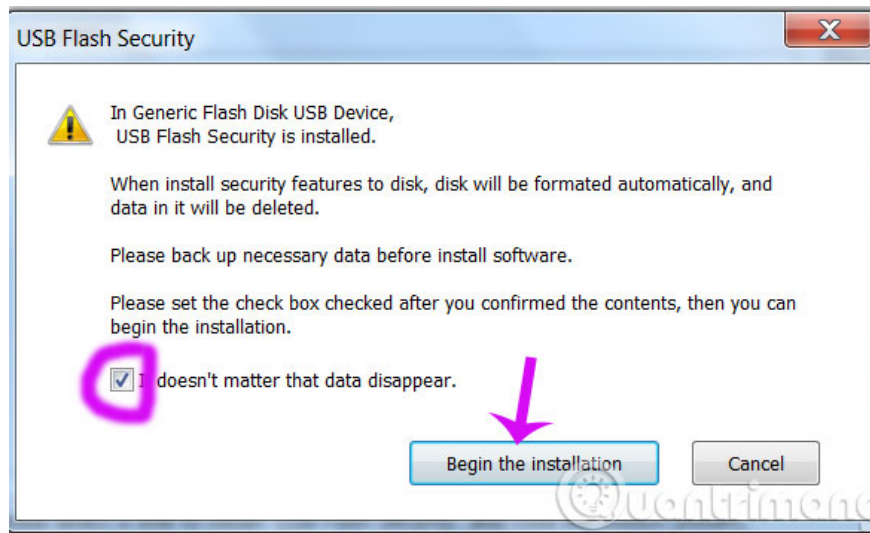 USB Flash Security
In Generic Flash Disk USB Device,
USB Flash Security is installed.
When install security features to disk, disk will be formated automatically, and
data in it will be deleted.
Please back up necessary data before install software.
Please set the check box checked after you confirmed the contents, then you can
begin the installation.
It doesn't matter that data disappear.
Begin the installation
Cancel
Quantrimang